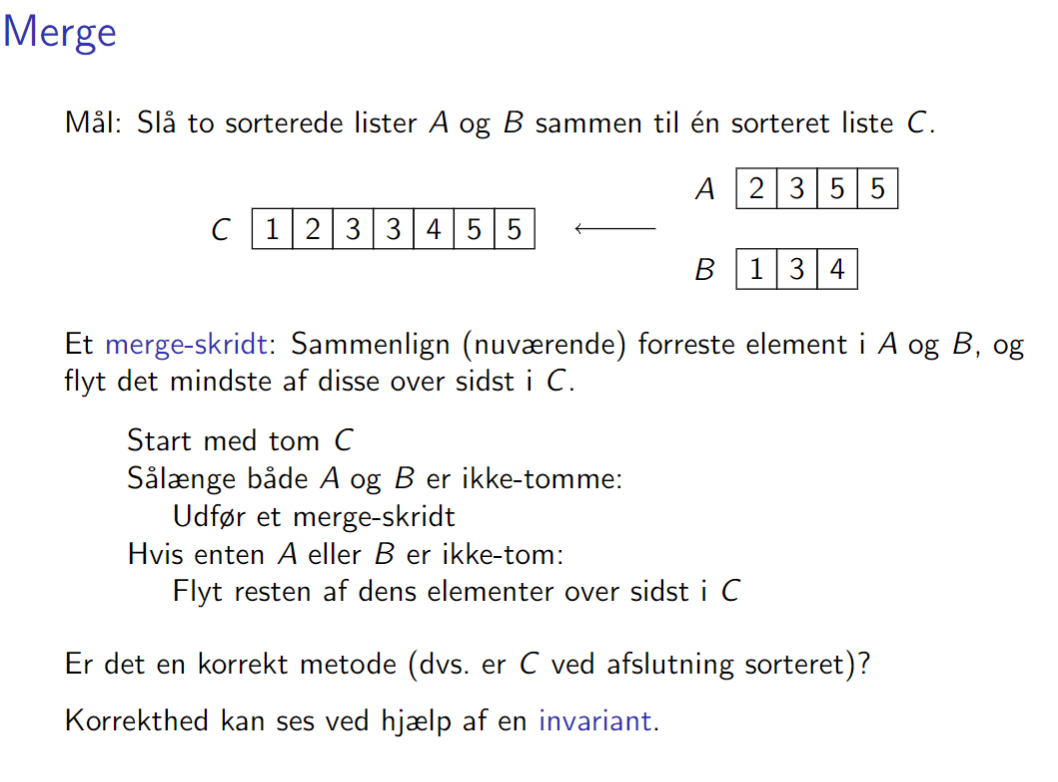 Merge
Mål: Slå to sorterede lister A og B sammen til én sorteret liste C.
A 2 3 5 5
C 1 2 3 3 4 5 5 ←
B 1 3 4
Et merge-skridt: Sammenlign (nuværende) forreste element i A og B, og
flyt det mindste af disse over sidst i C.
Start med tom C
Sålænge både A og B er ikke-tomme:
Udfør et merge-skridt
Hvis enten A eller B er ikke-tom:
Flyt resten af dens elementer over sidst i C
Er det en korrekt metode (dvs. er C ved afslutning sorteret)?
Korrekthed kan ses ved hjælp af en invariant.